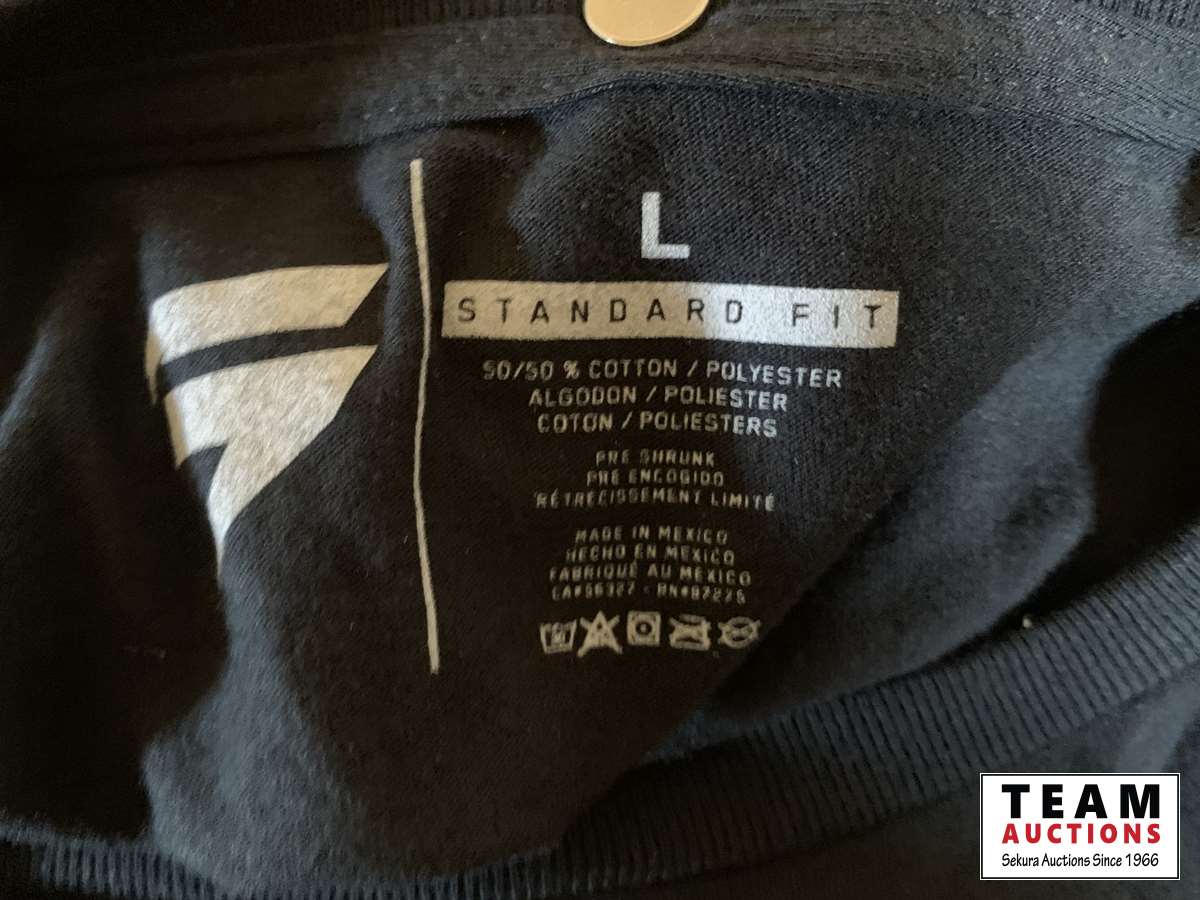 L
STANDARD FIT
50/50 % COTTON / POLYESTER
ALGODON / POLIESTER
COTON / POLIESTERS
PRE SHRUNK
PRE ENCOGIDO
RÉTRECISSEMENT LIMITÉ
MADE IN MEXICO
HECHO EN MEXICO
FABRIQUÉ AU MEXICO
TEAM
AUCTIONS
Sekura Auctions Since 1966